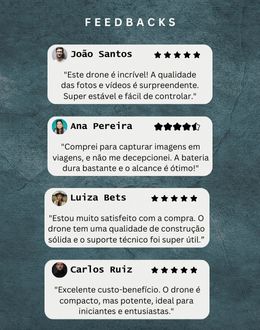 FEEDBACKS
João Santos
"Este drone é incrível! A qualidade
das fotos e vídeos é surpreendente.
Super estável e fácil de controlar."
Ana Pereira
"Comprei para capturar imagens em
viagens, e não me decepcionei. A bateria
dura bastante e o alcance é ótimo!"
Luiza Bets
"Estou muito satisfeito com a compra. O
drone tem uma qualidade de construção
sólida e o suporte técnico foi super útil."
Carlos Ruiz
"Excelente custo-benefício. O drone é
compacto, mas potente, ideal para
iniciantes e entusiastas."